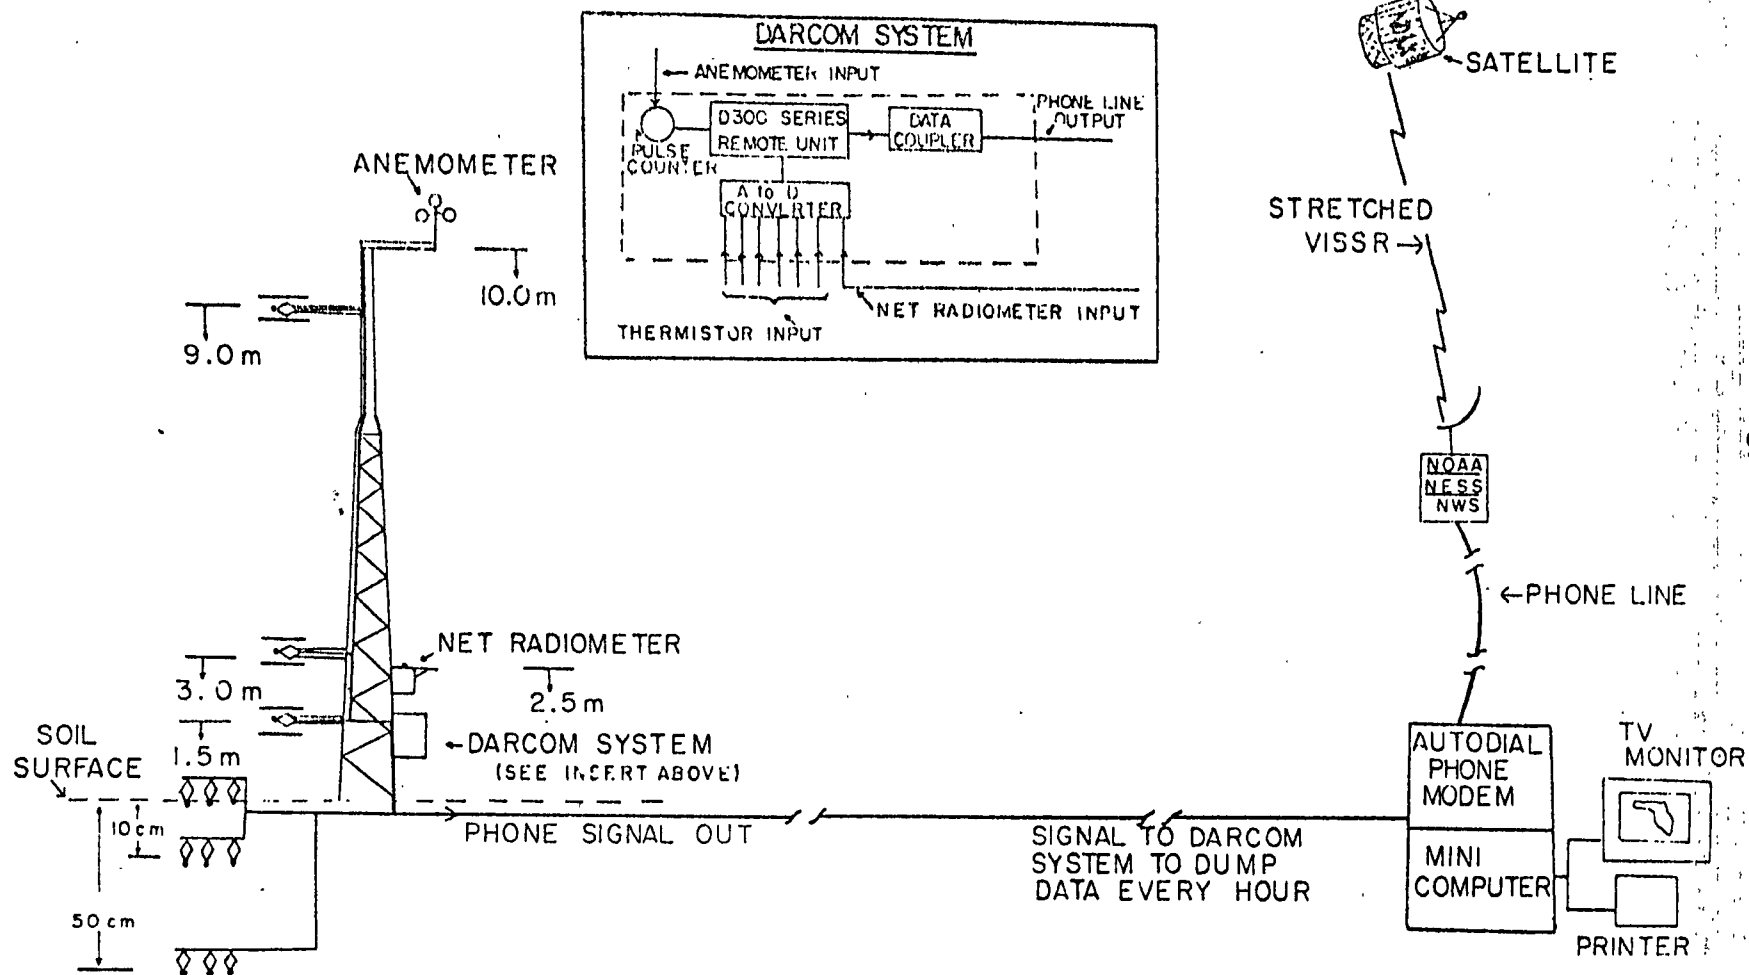 DARCOM SYSTEM
ANEMOMETER INPUT
D300 SERIES
REMOTE UNIT
DATA
COUPLER
PHONE LINE
OUTPUT
PULSE
COUNTER
A to D
CONVERTER
NET RADIOMETER INPUT
THERMISTOR INPUT
SATELLITE
STRETCHED
VISSR
ANEMOMETER
10.0 m
9.0 m
NOAA
NESS
NWS
PHONE LINE
NET RADIOMETER
3.0 m
2.5 m
SOIL
SURFACE
1.5 m
DARCOM SYSTEM
(SEE INCERT ABOVE)
10 cm
50 cm
PHONE SIGNAL OUT
SIGNAL TO DARCOM
SYSTEM TO DUMP
DATA EVERY HOUR
AUTODIAL
PHONE
MODEM
MINI
COMPUTER
TV
MONITOR
PRINTER